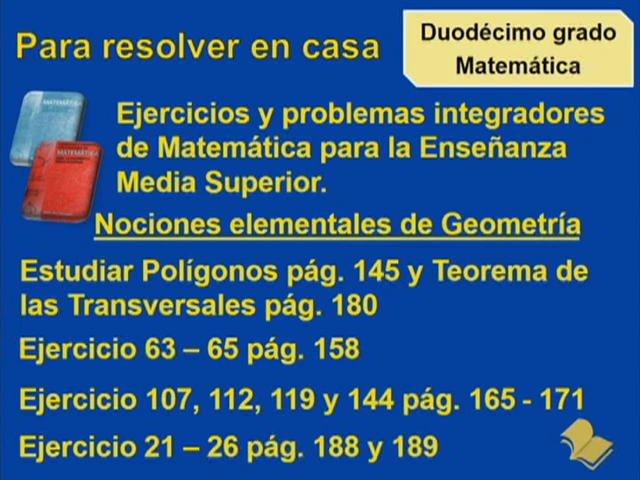 Para resolver en casa
Duodécimo grado
Matemática
MATEMÁTICA
MATEMÁTICA
Ejercicios y problemas integradores
de Matemática para la Enseñanza
Media Superior.
Nociones elementales de Geometría
Estudiar Polígonos pág. 145 y Teorema de
las Transversales pág. 180
Ejercicio 63 – 65 pág. 158
Ejercicio 107, 112, 119 y 144 pág. 165 - 171
Ejercicio 21 – 26 pág. 188 y 189